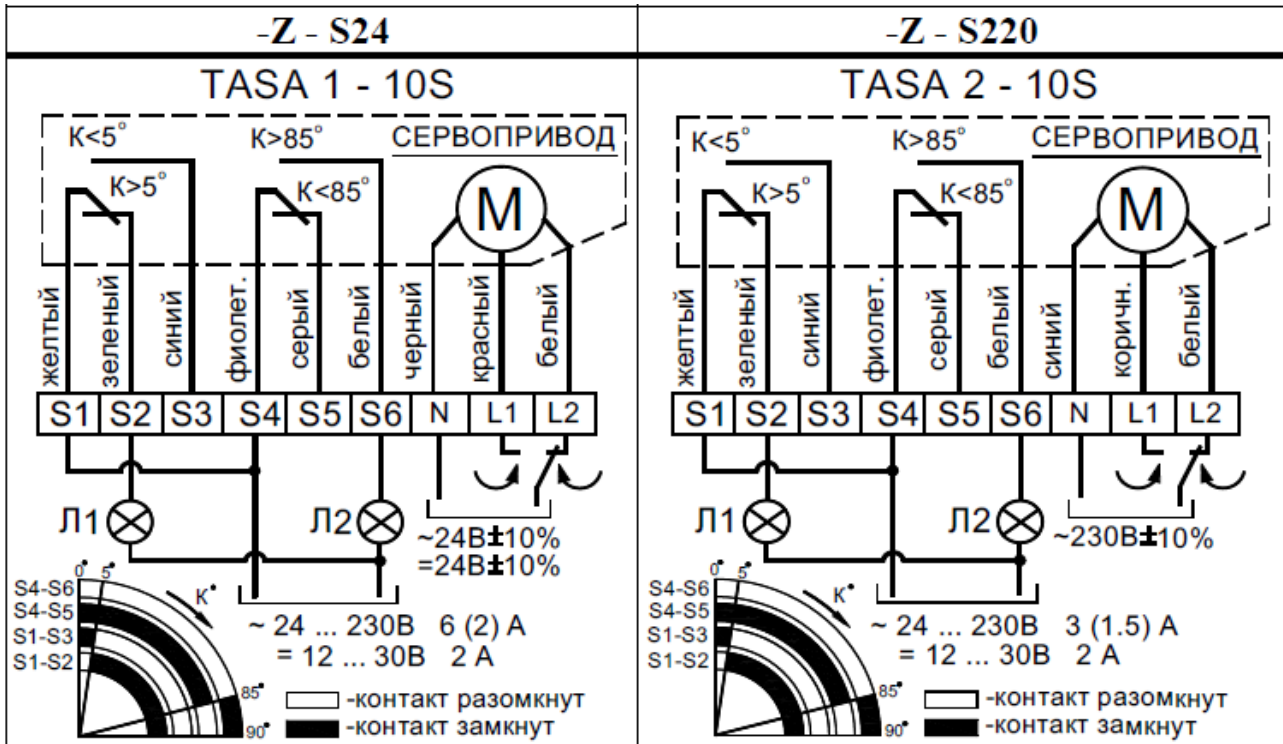 -Z - S24
TASA 1 - 10S
K<5°
K>85°
СЕРВОПРИВОД
K>5°
K<85°
M
желтый
зеленый
синий
фиолет.
серый
белый
черный
красный
белый
S1 S2 S3 S4 S5 S6 N L1 L2
Л1
Л2
~24В±10%
=24В±10%
0° 5°
S4-S6
S4-S5
S1-S3
S1-S2
K°
~ 24 ... 230В 6 (2) А
= 12 ... 30В 2 А
85°
90°
-контакт разомкнут
-контакт замкнут
-Z - S220
TASA 2 - 10S
K<5°
K>85°
СЕРВОПРИВОД
K>5°
K<85°
M
желтый
зеленый
синий
фиолет.
серый
белый
синий
коричн.
белый
S1 S2 S3 S4 S5 S6 N L1 L2
Л1
Л2
~230В±10%
0° 5°
S4-S6
S4-S5
S1-S3
S1-S2
K°
~ 24 ... 230В 3 (1.5) А
= 12 ... 30В 2 А
85°
90°
-контакт разомкнут
-контакт замкнут